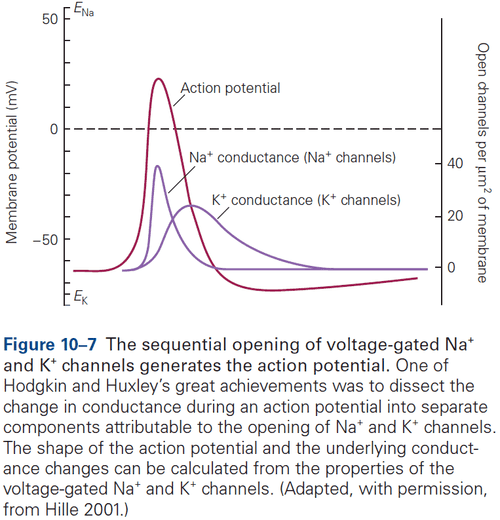 E_Na
50
Action potential
0
Na⁺ conductance (Na⁺ channels)
40
K⁺ conductance (K⁺ channels)
20
−50
0
E_K
Membrane potential (mV)
Open channels per μm² of membrane
Figure 10–7 The sequential opening of voltage-gated Na⁺
and K⁺ channels generates the action potential. One of
Hodgkin and Huxley's great achievements was to dissect the
change in conductance during an action potential into separate
components attributable to the opening of Na⁺ and K⁺ channels.
The shape of the action potential and the underlying conduct-
ance changes can be calculated from the properties of the
voltage-gated Na⁺ and K⁺ channels. (Adapted, with permission,
from Hille 2001.)